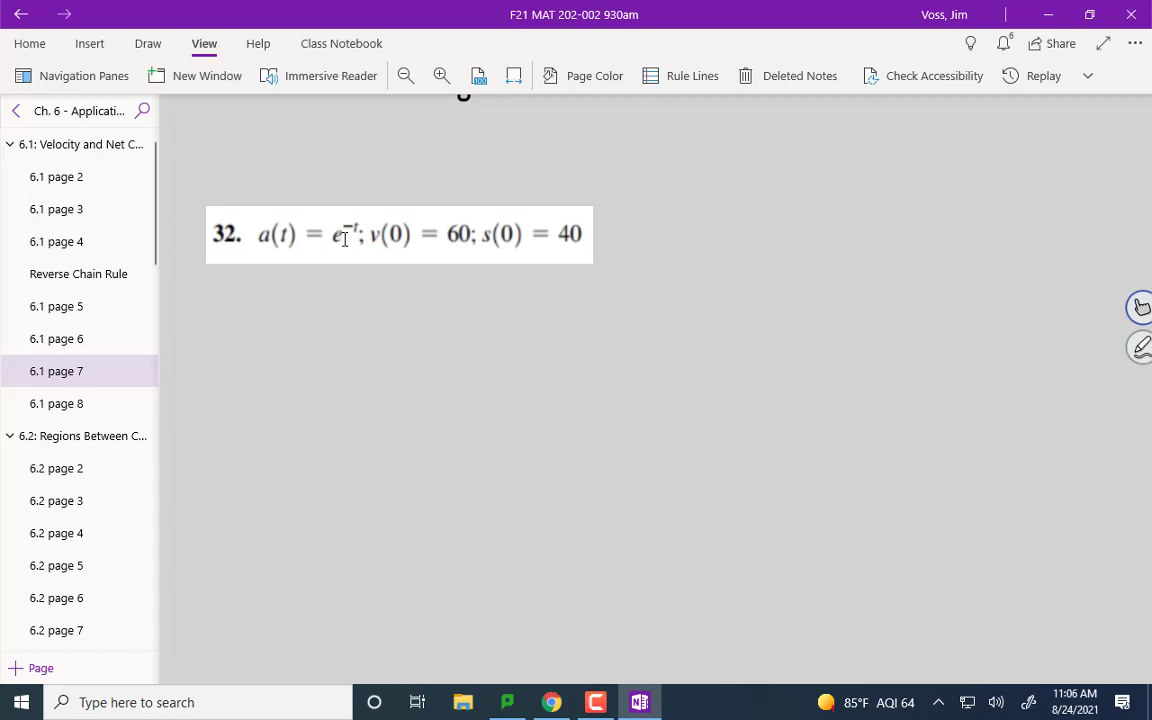 F21 MAT 202-002 930am
Voss, Jim
Home Insert Draw View Help Class Notebook
6
Share
Navigation Panes New Window Immersive Reader 100 Page Color Rule Lines Deleted Notes Check Accessibility Replay
Ch. 6 - Applicati...
6.1: Velocity and Net C...
6.1 page 2
6.1 page 3
6.1 page 4
Reverse Chain Rule
6.1 page 5
6.1 page 6
6.1 page 7
6.1 page 8
6.2: Regions Between C...
6.2 page 2
6.2 page 3
6.2 page 4
6.2 page 5
6.2 page 6
6.2 page 7
Page
32. a(t) = e⁻ᵗ; v(0) = 60; s(0) = 40
Type here to search
85°F AQI 64
11:06 AM
8/24/2021